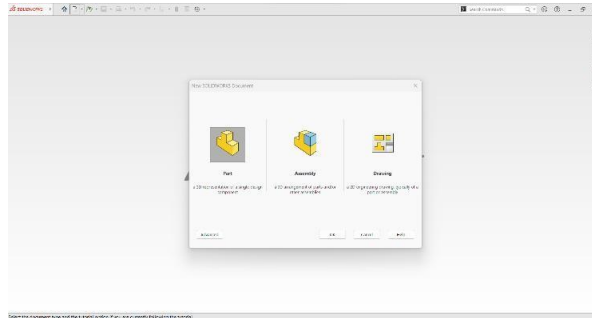 SOLIDWORKS
New SOLIDWORKS Document
Part
a 3D representation of a single design
component
Assembly
a 3D arrangement of parts and/or
other assemblies
Drawing
a 2D engineering drawing, typically of a
part or assembly
Advanced
OK
Cancel
Help